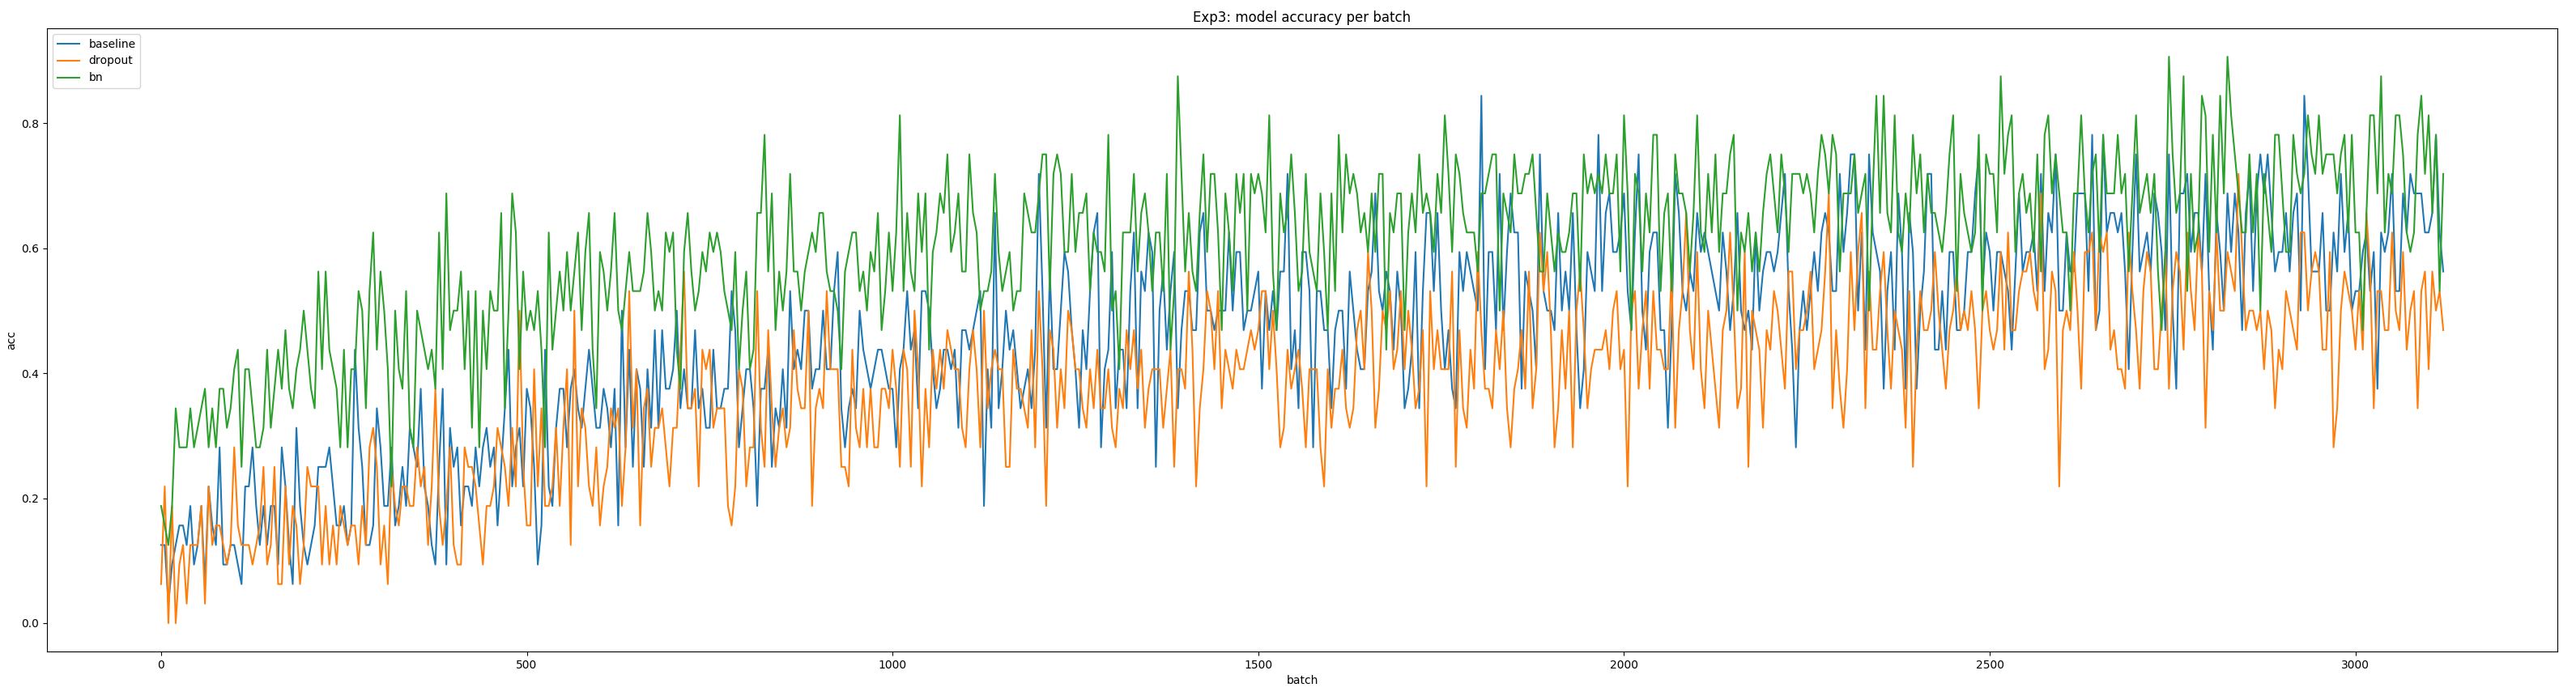 Exp3: model accuracy per batch
baseline
dropout
bn
acc
0.8
0.6
0.4
0.2
0.0
0 500 1000 1500 2000 2500 3000
batch